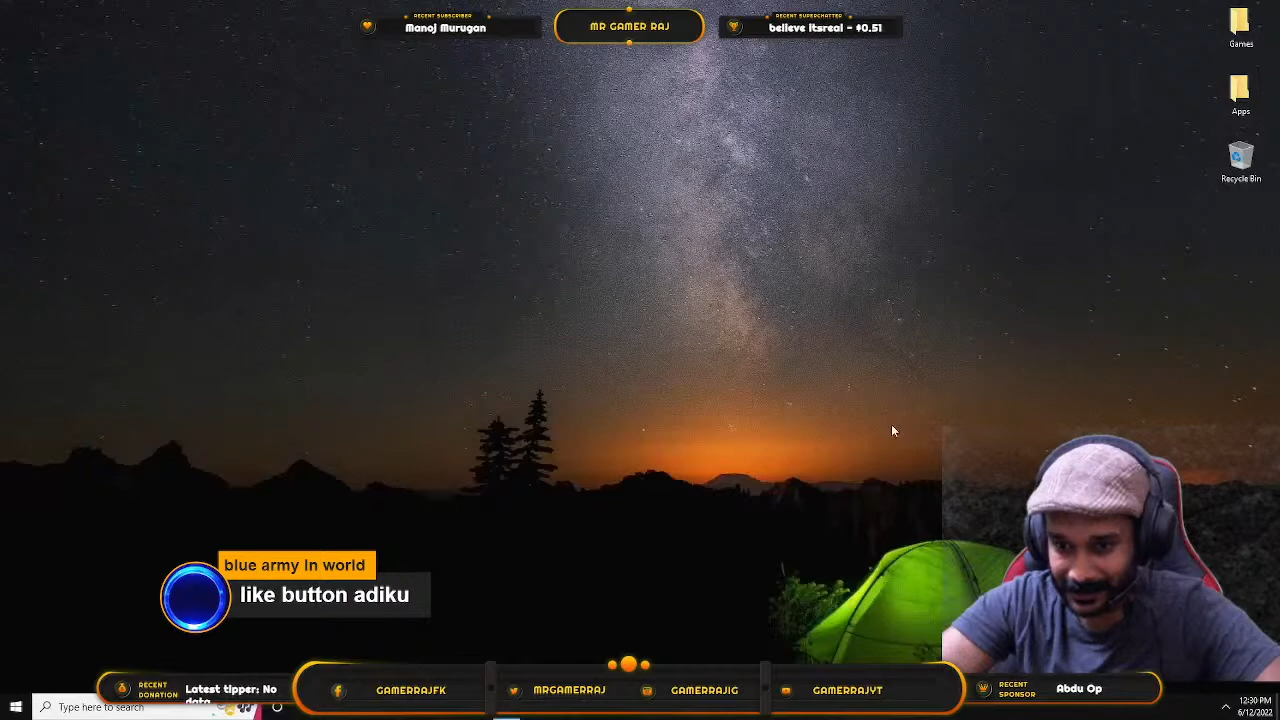 RECENT SUBSCRIBER
Manoj Murugan
MR GAMER RAJ
RECENT SUPERCHATTER
believe itsreal - $0.51
Games
Apps
Recycle Bin
blue army In world
like button adiku
RECENT DONATION
Latest tipper: No data
GAMERRAJFK
MRGAMERRAJ
GAMERRAJIG
GAMERRAJYT
RECENT SPONSOR
Abdu Op
Type here to search
12:30 PM
6/12/2022